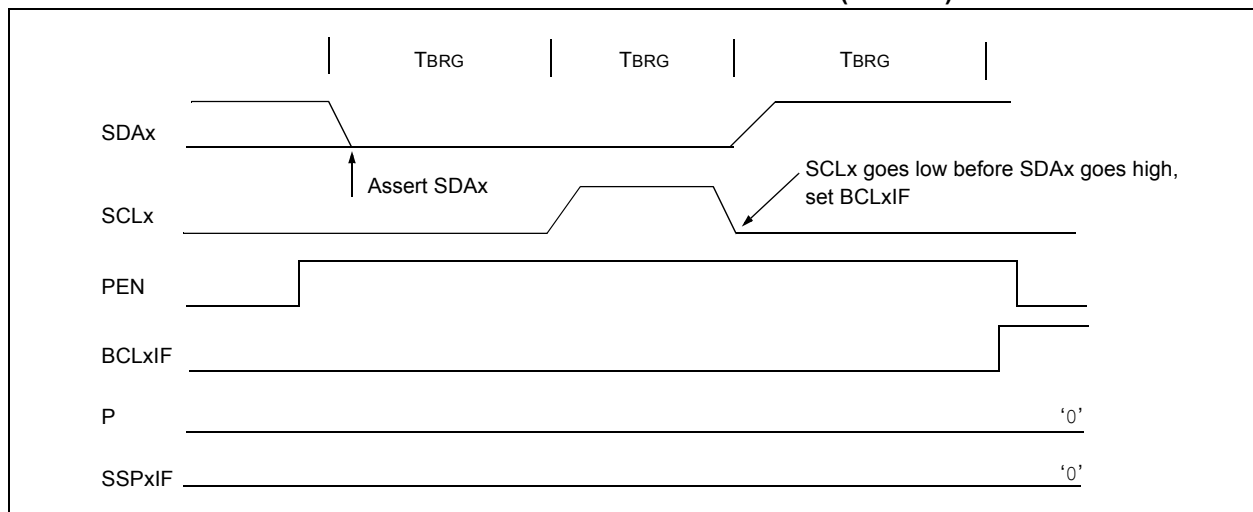 TBRG TBRG TBRG
SDAx
Assert SDAx
SCLx goes low before SDAx goes high,
set BCLxIF
SCLx
PEN
BCLxIF
P
‘0’
SSPxIF
‘0’